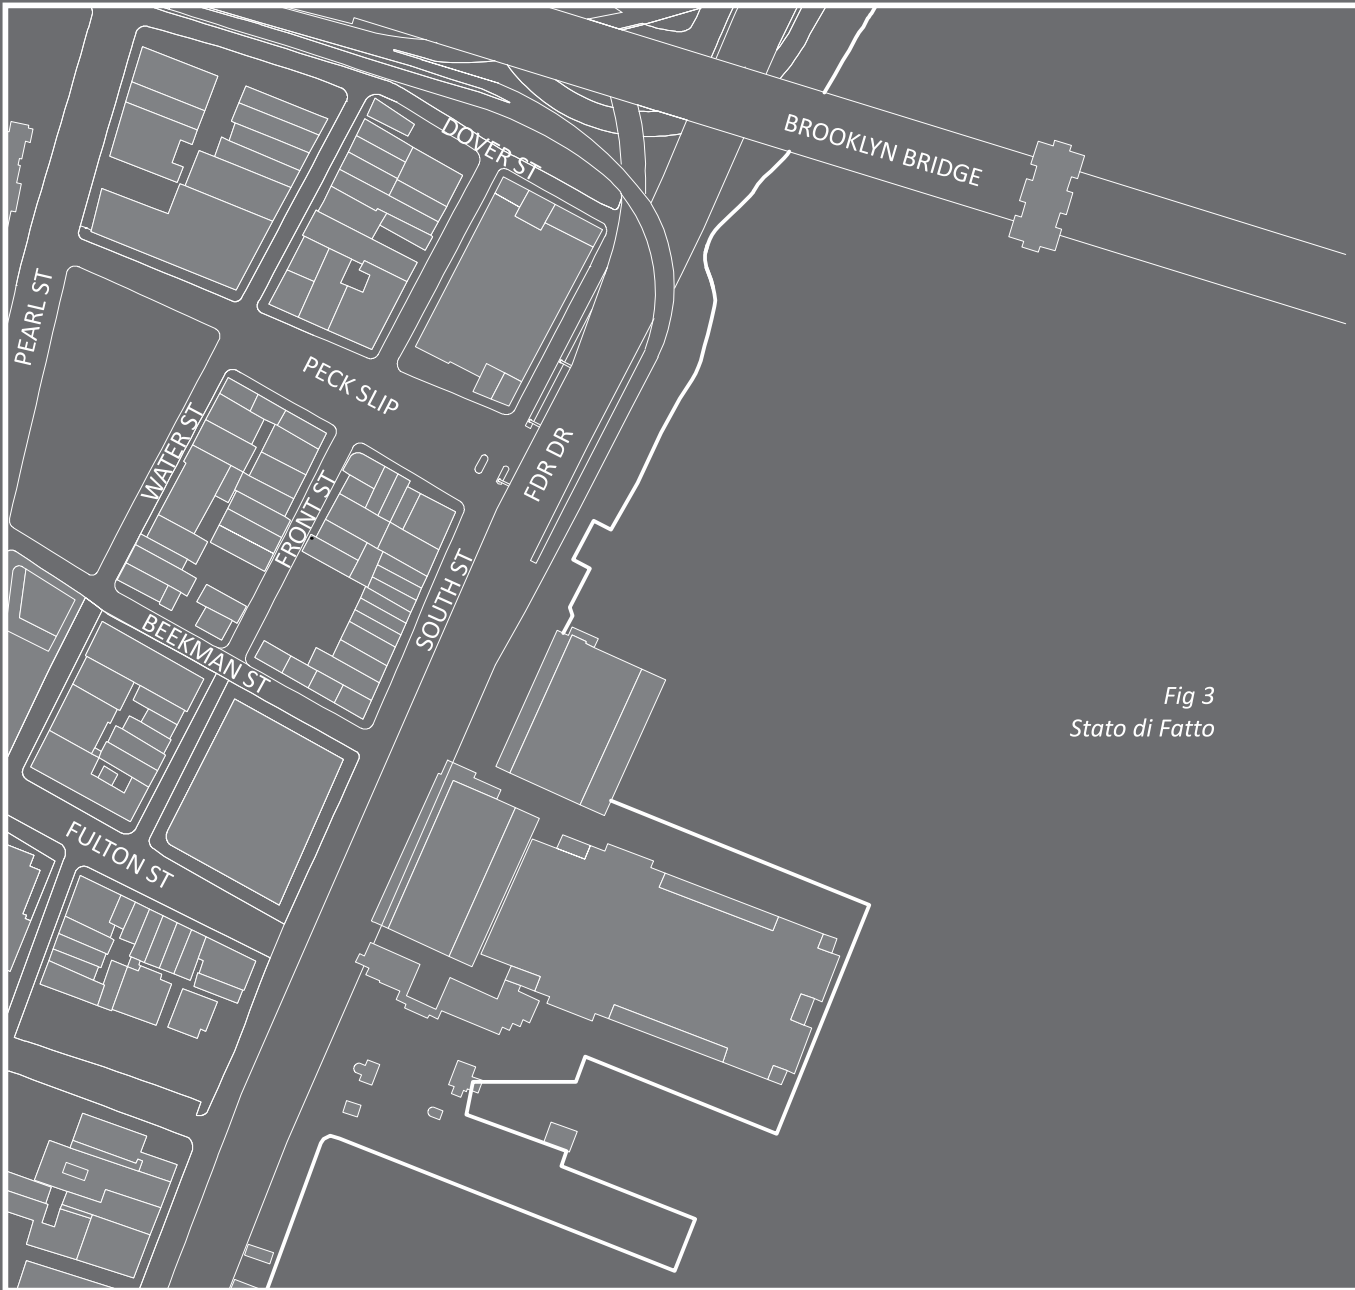 DOVER ST
BROOKLYN BRIDGE
PEARL ST
PECK SLIP
WATER ST
FDR DR
FRONT ST
SOUTH ST
BEEKMAN ST
Fig 3
Stato di Fatto
FULTON ST